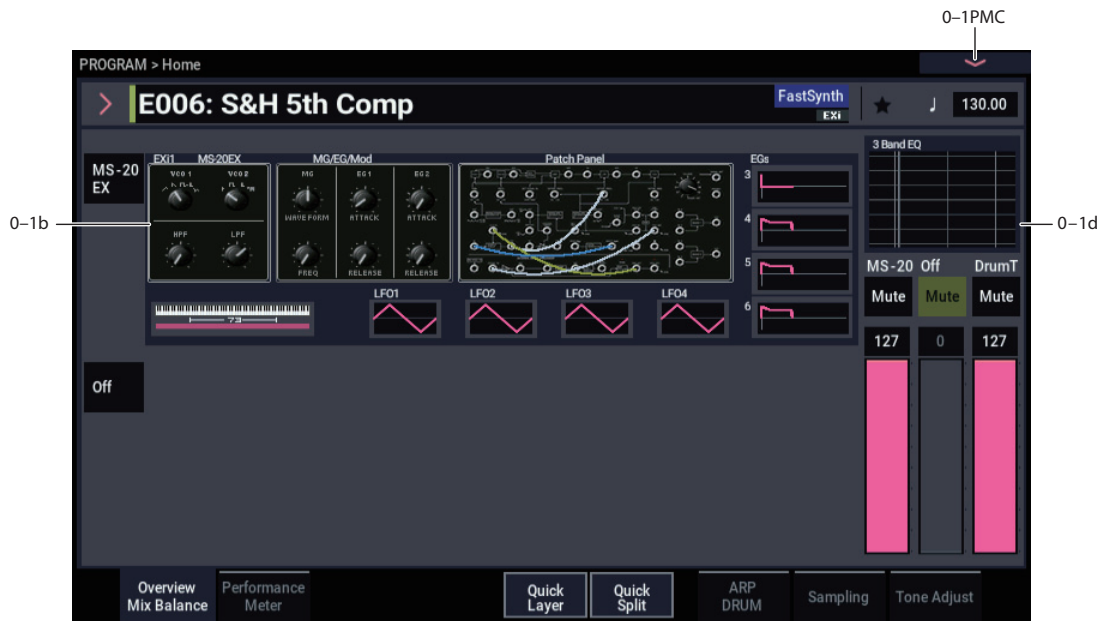 0–1PMC
PROGRAM > Home
E006: S&H 5th Comp
FastSynth
EXi
130.00
MS-20
EX
EXi1 MS-20EX
MG/EG/Mod
Patch Panel
EGs
3 Band EQ
VCO 1 VCO 2
MG EG 1 EG 2
WAVE FORM ATTACK ATTACK
HPF LPF
FREQ RELEASE RELEASE
3
4
5
6
0–1b
0–1d
73
LFO1 LFO2 LFO3 LFO4
MS-20 Off DrumT
Mute Mute Mute
127 0 127
Off
Overview
Mix Balance
Performance
Meter
Quick
Layer
Quick
Split
ARP
DRUM
Sampling
Tone Adjust